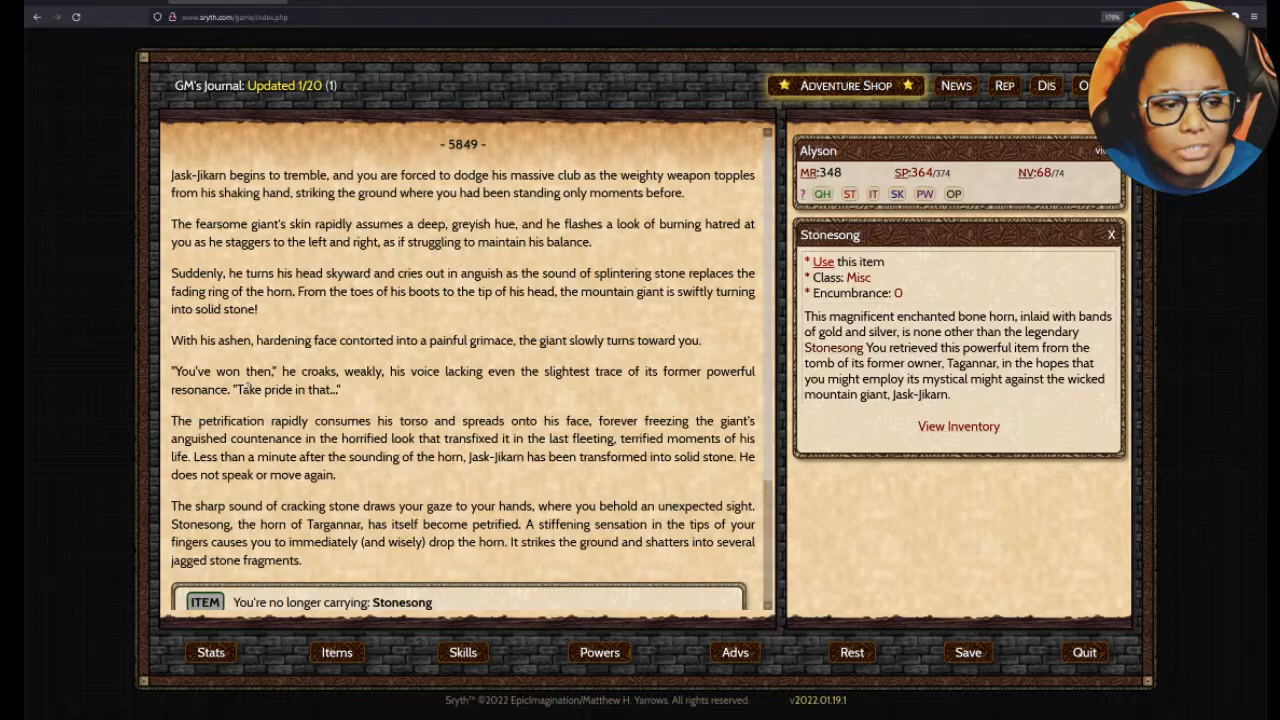 www.sryth.com/game/index.php
170%
GM's Journal: Updated 1/20 (1)
ADVENTURE SHOP
NEWS
REP
DIS
- 5849 -
Jask-Jikarn begins to tremble, and you are forced to dodge his massive club as the weighty weapon topples
from his shaking hand, striking the ground where you had been standing only moments before.
The fearsome giant's skin rapidly assumes a deep, greyish hue, and he flashes a look of burning hatred at
you as he staggers to the left and right, as if struggling to maintain his balance.
Suddenly, he turns his head skyward and cries out in anguish as the sound of splintering stone replaces the
fading ring of the horn. From the toes of his boots to the tip of his head, the mountain giant is swiftly turning
into solid stone!
With his ashen, hardening face contorted into a painful grimace, the giant slowly turns toward you.
"You've won then," he croaks, weakly, his voice lacking even the slightest trace of its former powerful
resonance. "Take pride in that..."
The petrification rapidly consumes his torso and spreads onto his face, forever freezing the giant's
anguished countenance in the horrified look that transfixed it in the last fleeting, terrified moments of his
life. Less than a minute after the sounding of the horn, Jask-Jikarn has been transformed into solid stone. He
does not speak or move again.
The sharp sound of cracking stone draws your gaze to your hands, where you behold an unexpected sight.
Stonesong, the horn of Targannar, has itself become petrified. A stiffening sensation in the tips of your
fingers causes you to immediately (and wisely) drop the horn. It strikes the ground and shatters into several
jagged stone fragments.
ITEM You're no longer carrying: Stonesong
Alyson
MR:348 SP:364/374 NV:68/74
? QH ST IT SK PW OP
Stonesong X
* Use this item
* Class: Misc
* Encumbrance: 0
This magnificent enchanted bone horn, inlaid with bands
of gold and silver, is none other than the legendary
Stonesong You retrieved this powerful item from the
tomb of its former owner, Tagannar, in the hopes that
you might employ its mystical might against the wicked
mountain giant, Jask-Jikarn.
View Inventory
Stats Items Skills Powers Advs Rest Save Quit
Sryth™ ©2022 EpicImagination/Matthew H. Yarrows. All rights reserved. v2022.01.19.1